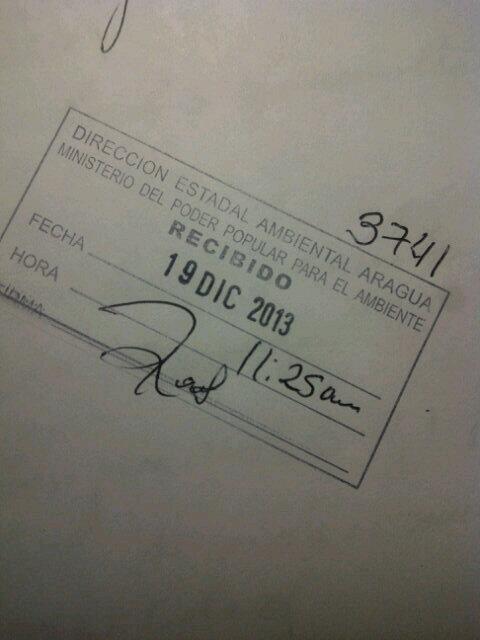 3741
DIRECCION ESTADAL AMBIENTAL ARAGUA
MINISTERIO DEL PODER POPULAR PARA EL AMBIENTE
RECIBIDO
FECHA 19 DIC 2013
HORA 11:25am
FIRMA